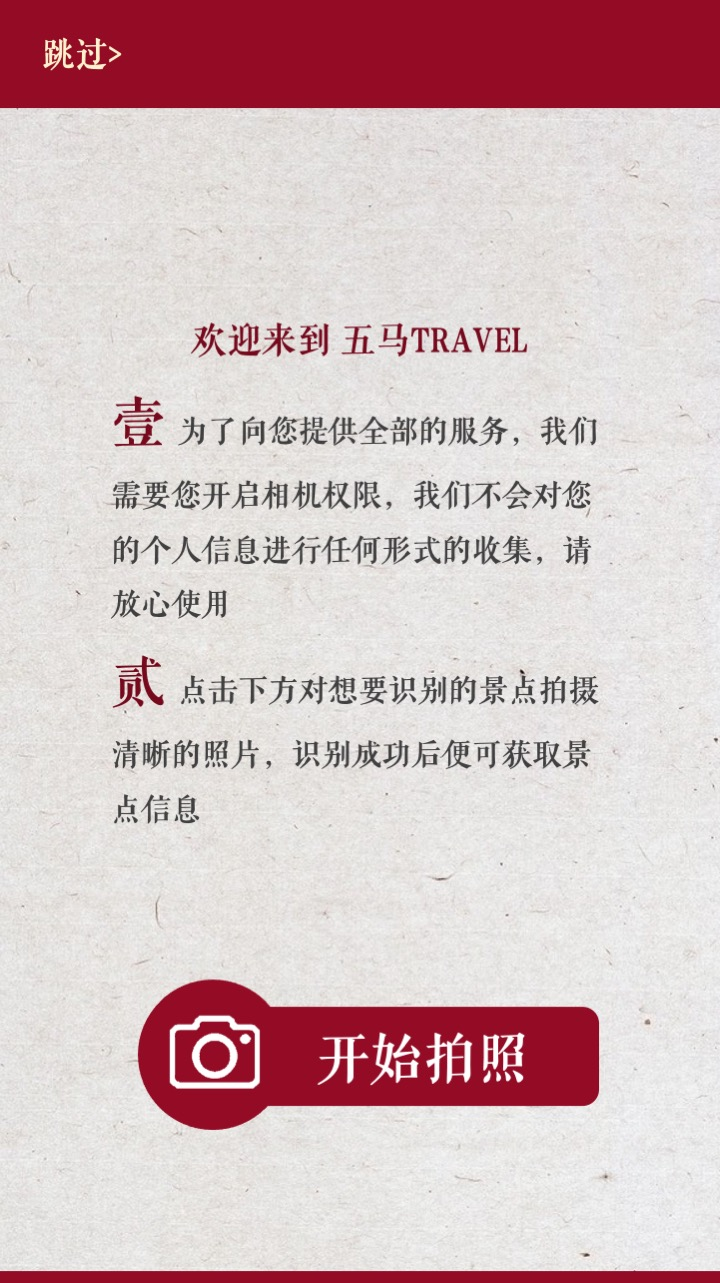 跳过>
欢迎来到 五马TRAVEL
壹 为了向您提供全部的服务，我们
需要您开启相机权限，我们不会对您
的个人信息进行任何形式的收集，请
放心使用
贰 点击下方对想要识别的景点拍摄
清晰的照片，识别成功后便可获取景
点信息
开始拍照